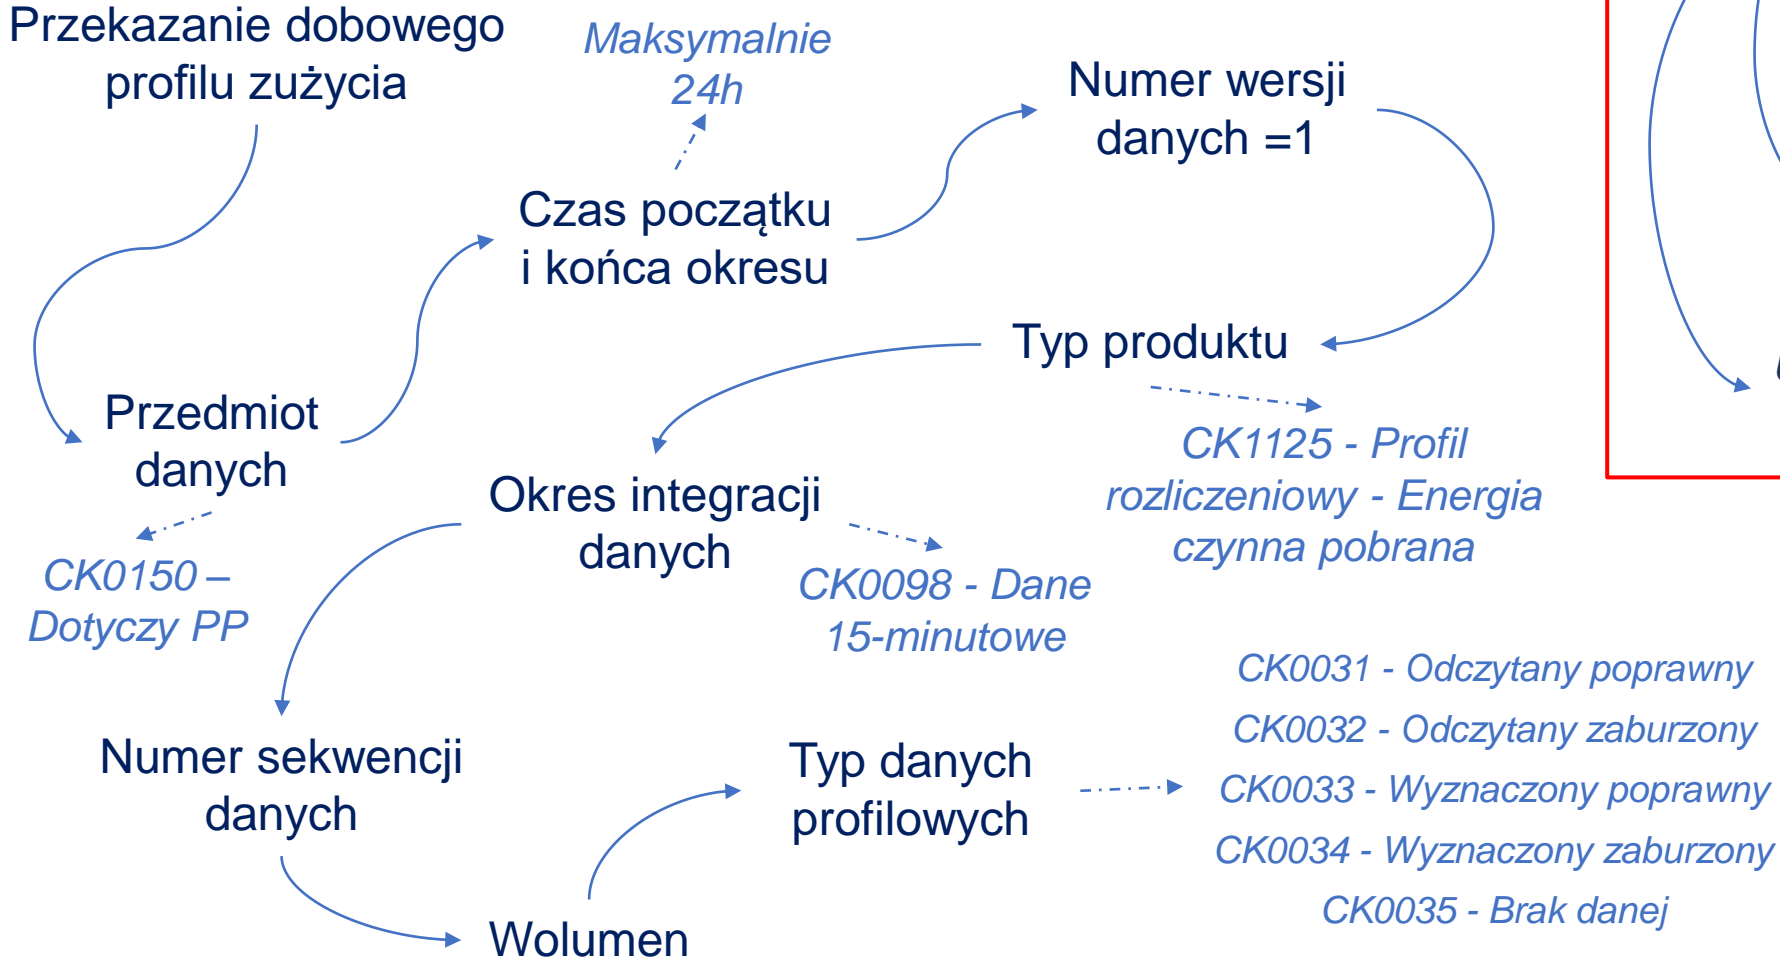 Przekazanie dobowego
profilu zużycia
Maksymalnie
24h
Numer wersji
danych =1
Czas początku
i końca okresu
Typ produktu
Przedmiot
danych
CK1125 - Profil
rozliczeniowy - Energia
czynna pobrana
Okres integracji
danych
CK0150 –
Dotyczy PP
CK0098 - Dane
15-minutowe
CK0031 - Odczytany poprawny
CK0032 - Odczytany zaburzony
CK0033 - Wyznaczony poprawny
CK0034 - Wyznaczony zaburzony
CK0035 - Brak danej
Numer sekwencji
danych
Typ danych
profilowych
Wolumen